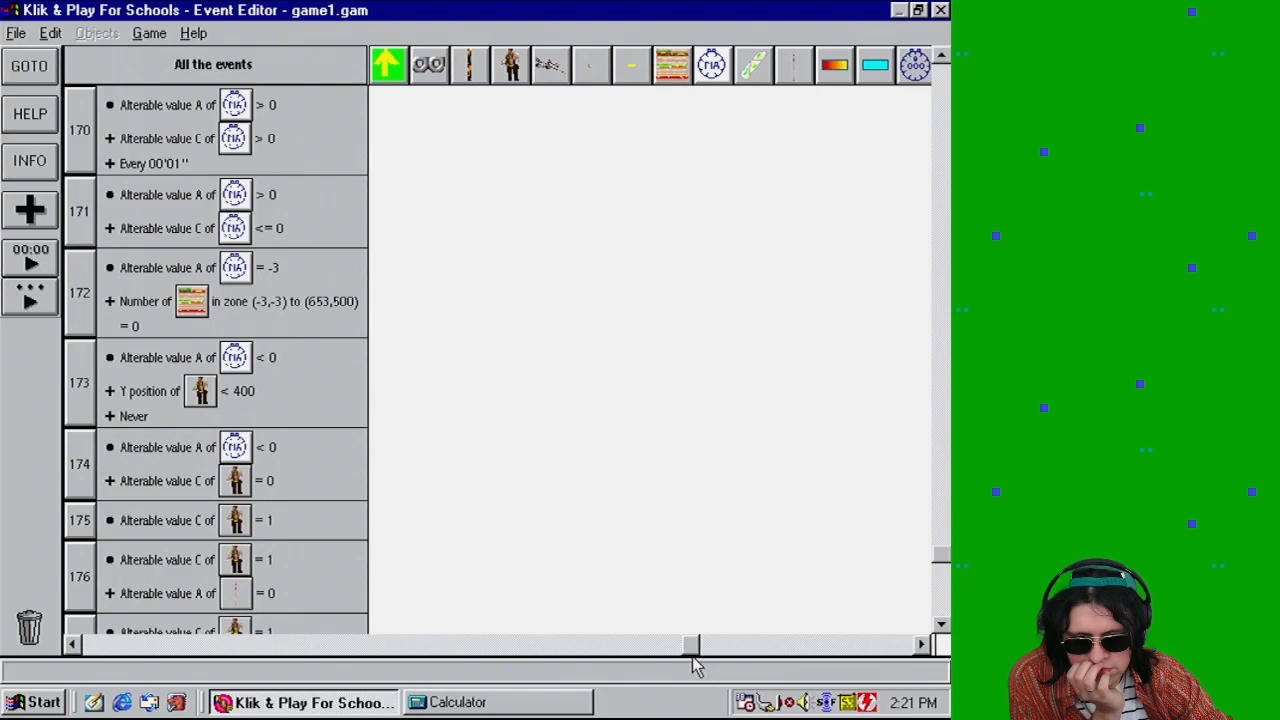 Klik & Play For Schools - Event Editor - game1.gam
File Edit Objects Game Help
GOTO
All the events
HELP
INFO
00:00
170
Alterable value A of > 0
+ Alterable value C of > 0
+ Every 00'01"
171
Alterable value A of > 0
+ Alterable value C of <= 0
172
Alterable value A of = -3
+ Number of in zone (-3,-3) to (653,500)
= 0
173
Alterable value A of < 0
+ Y position of < 400
+ Never
174
Alterable value A of < 0
+ Alterable value C of = 0
175
Alterable value C of = 1
176
Alterable value C of = 1
+ Alterable value A of = 0
Alterable value C of = 1
000
Start
Klik & Play For Schoo...
Calculator
2:21 PM